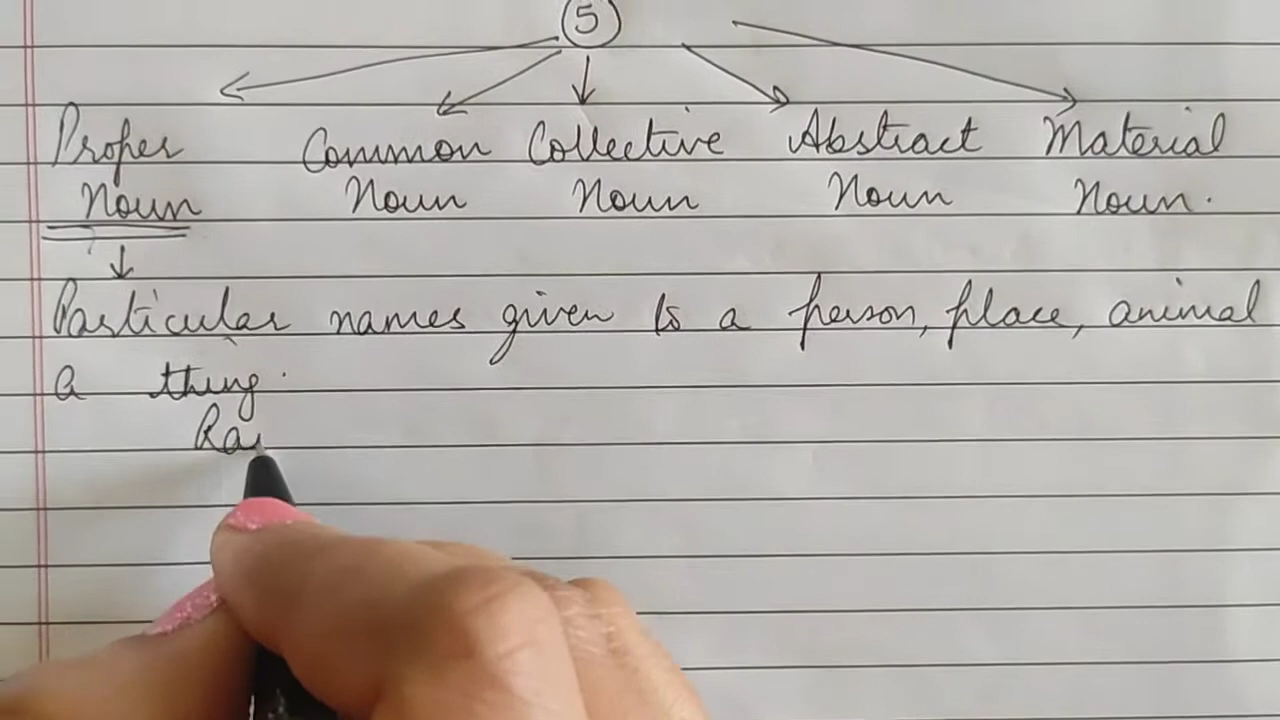 5
Proper Common Collective Abstract Material
Noun Noun Noun Noun Noun.
Particular names given to a person, place, animal
a thing.
Ra